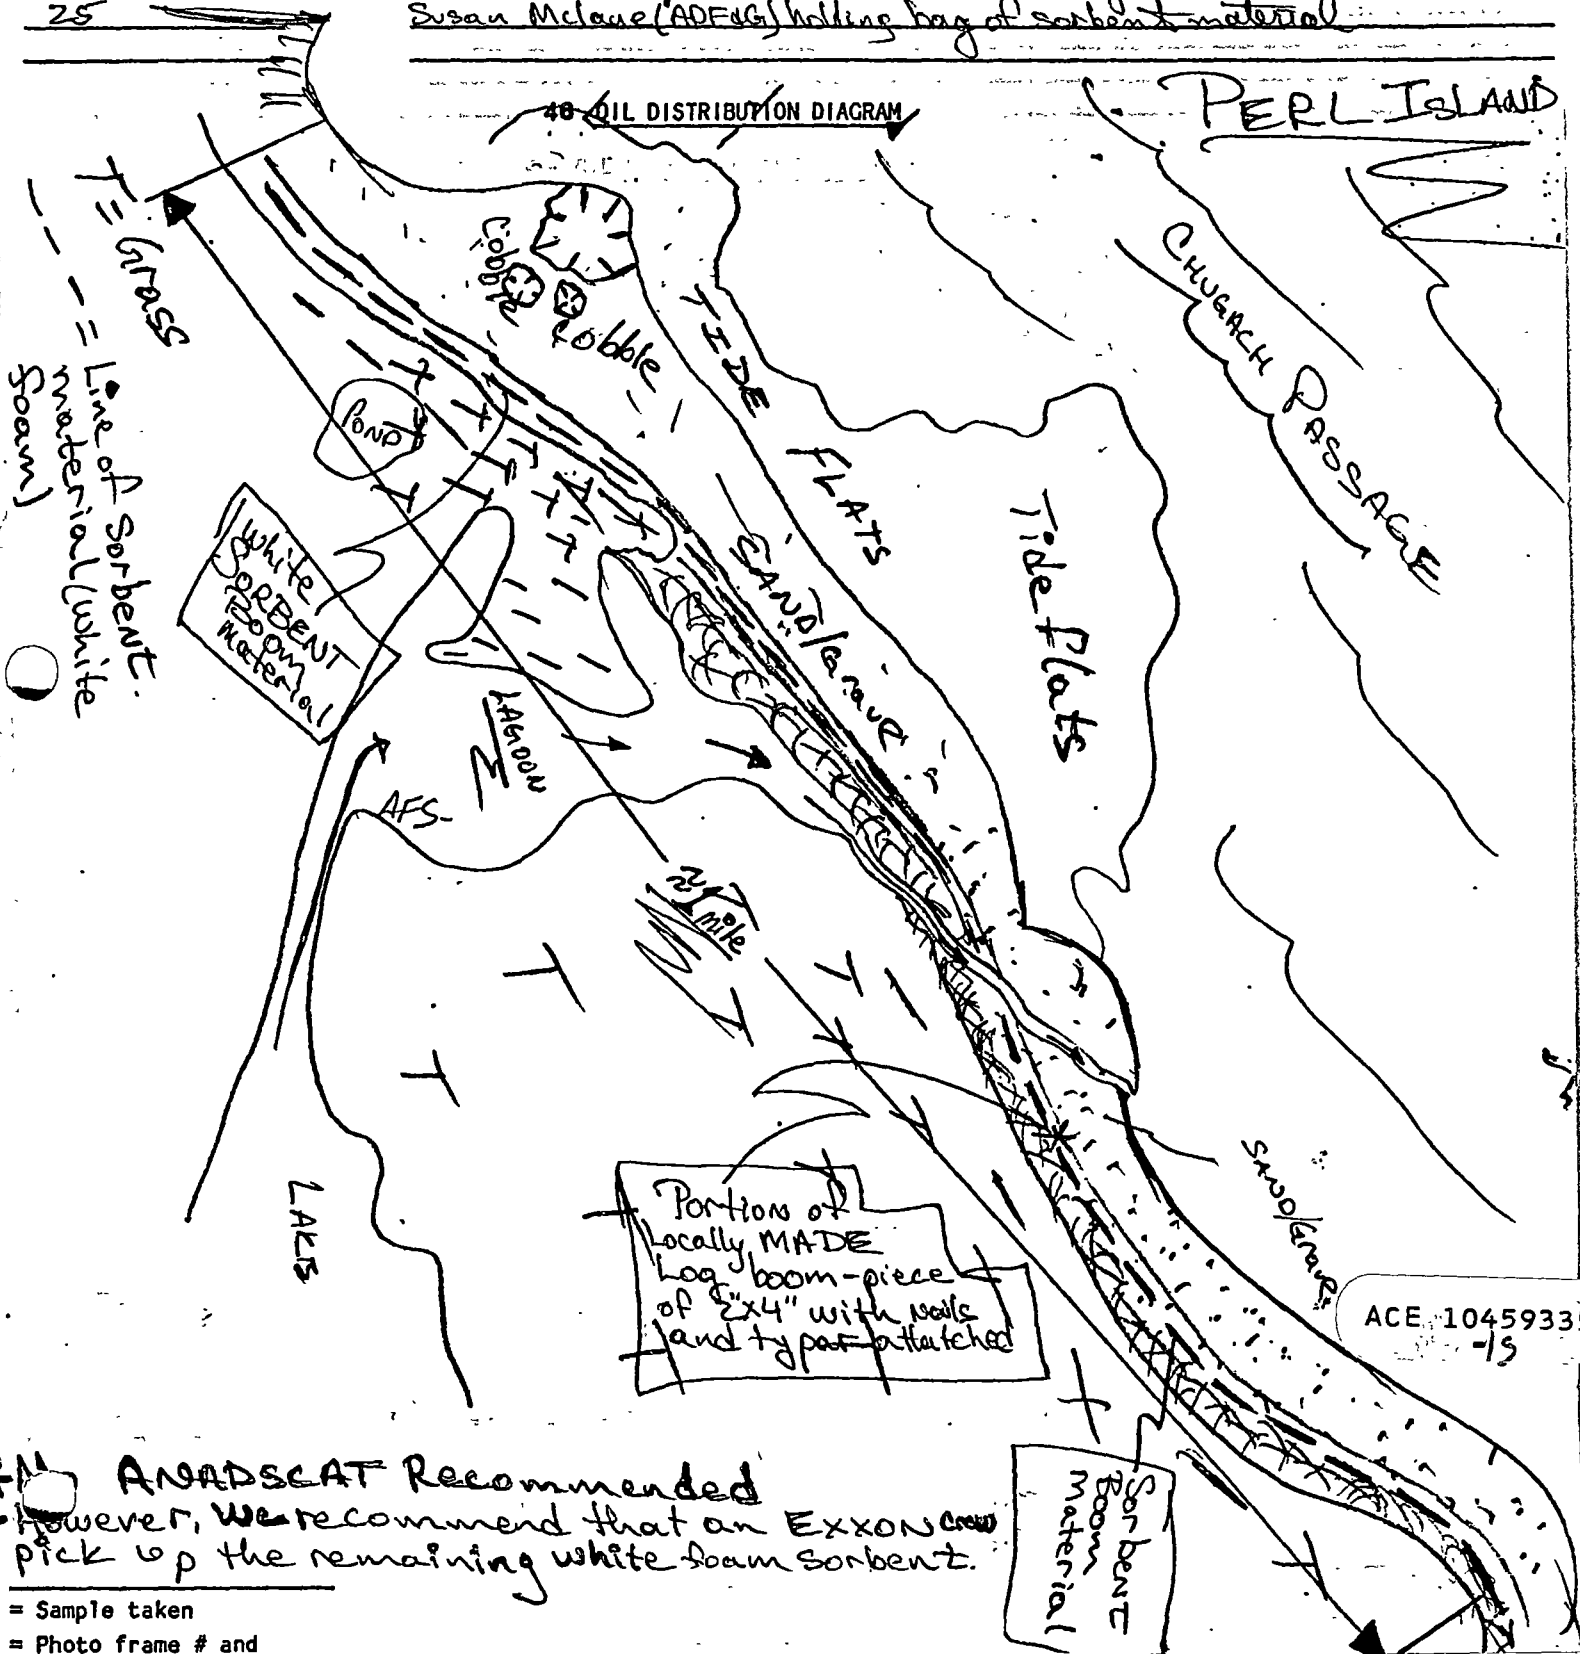 25 Susan Mclane (ADF&G) holding bag of sorbent material
48 OIL DISTRIBUTION DIAGRAM
PERL ISLAND
T = Grass
--- = Line of Sorbent
material (white
foam)
Cobble
Cobble
TIDE FLATS
CHUGACH PASSAGE
POND
Tide flats
White
SORBENT
Boom
material
SAND/Gravel
LAGOON
AFS-
mile
LAKE
Portion of
Locally MADE
Log boom-piece
of 2"x4" with nails
and typar attatched
SAND/Gravel
ACE 1045933
-15
Sorbent
Boom
Material
ANADSCAT Recommended
However, We recommend that an EXXON crew
pick up the remaining white foam sorbent.
= Sample taken
= Photo frame # and